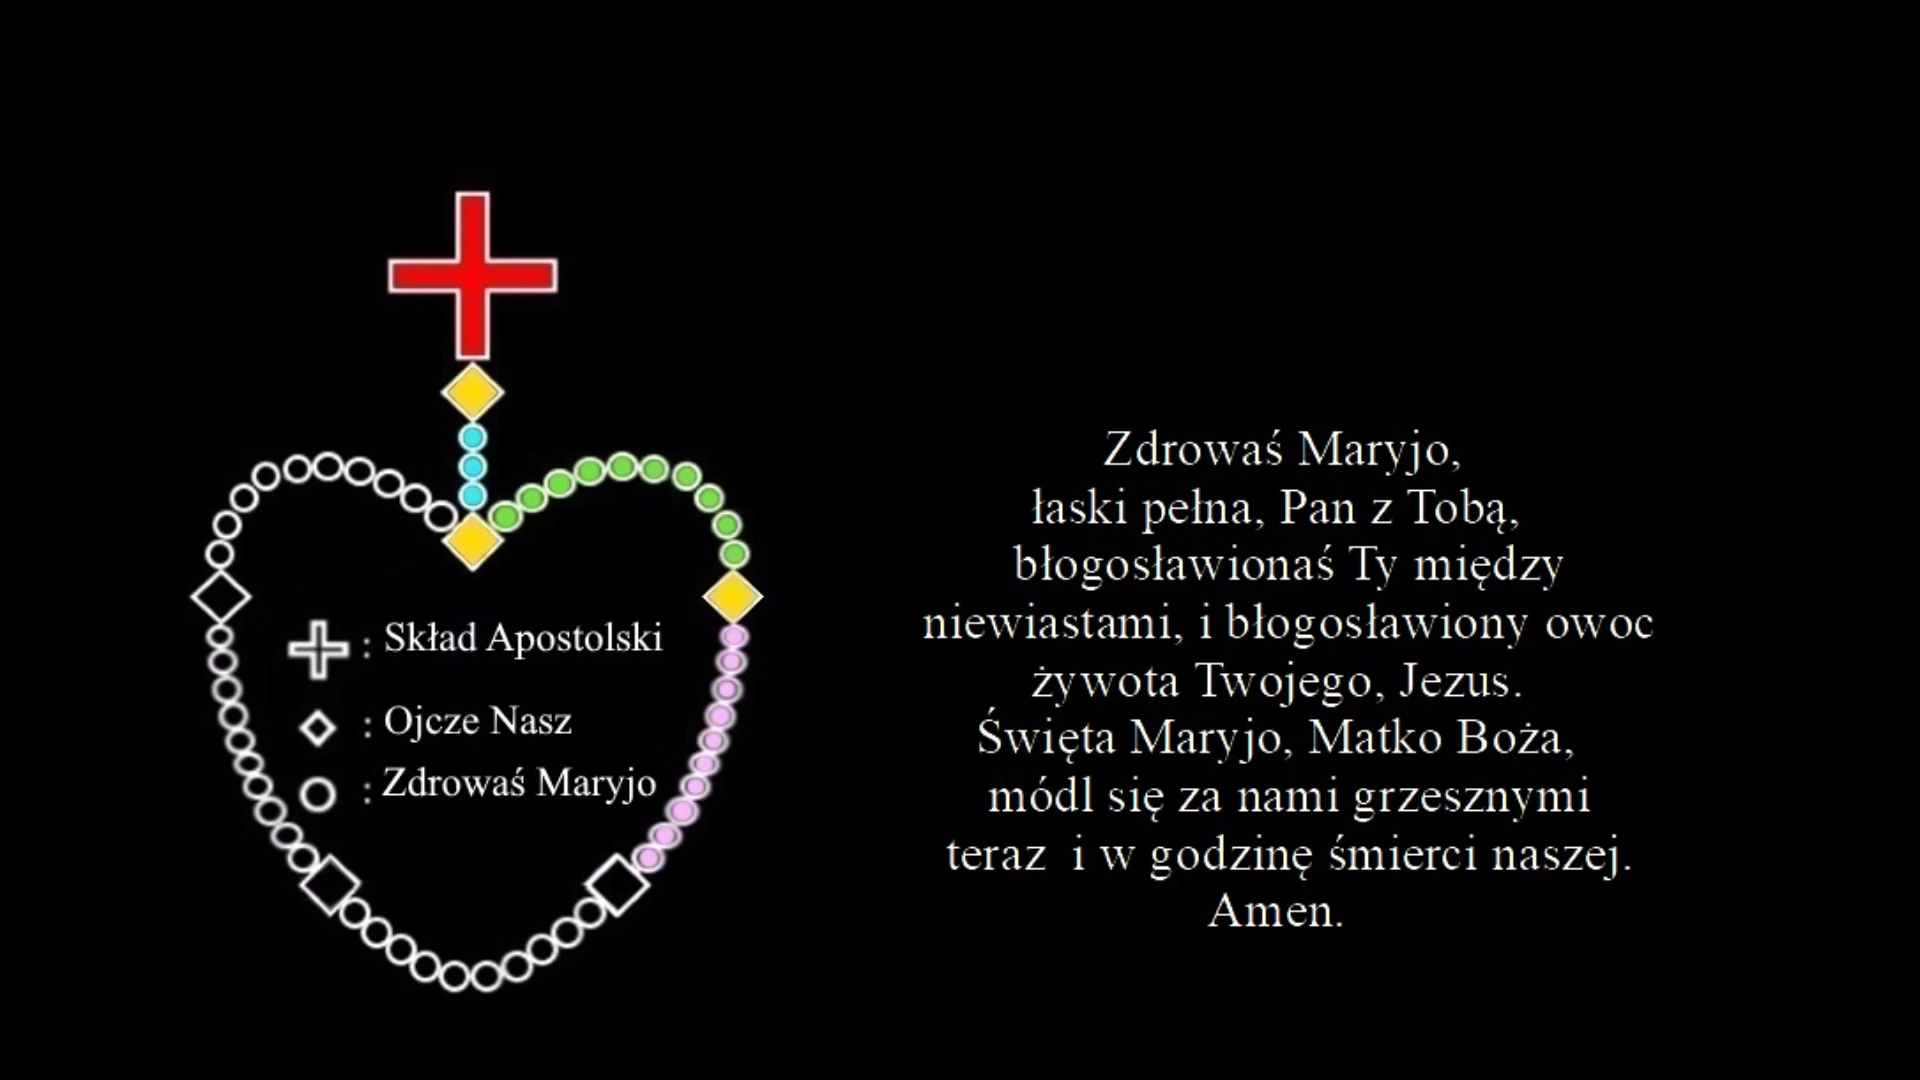 : Skład Apostolski
: Ojcze Nasz
: Zdrowaś Maryjo
Zdrowaś Maryjo,
łaski pełna, Pan z Tobą,
błogosławionaś Ty między
niewiastami, i błogosławiony owoc
żywota Twojego, Jezus.
Święta Maryjo, Matko Boża,
módl się za nami grzesznymi
teraz  i w godzinę śmierci naszej.
Amen.